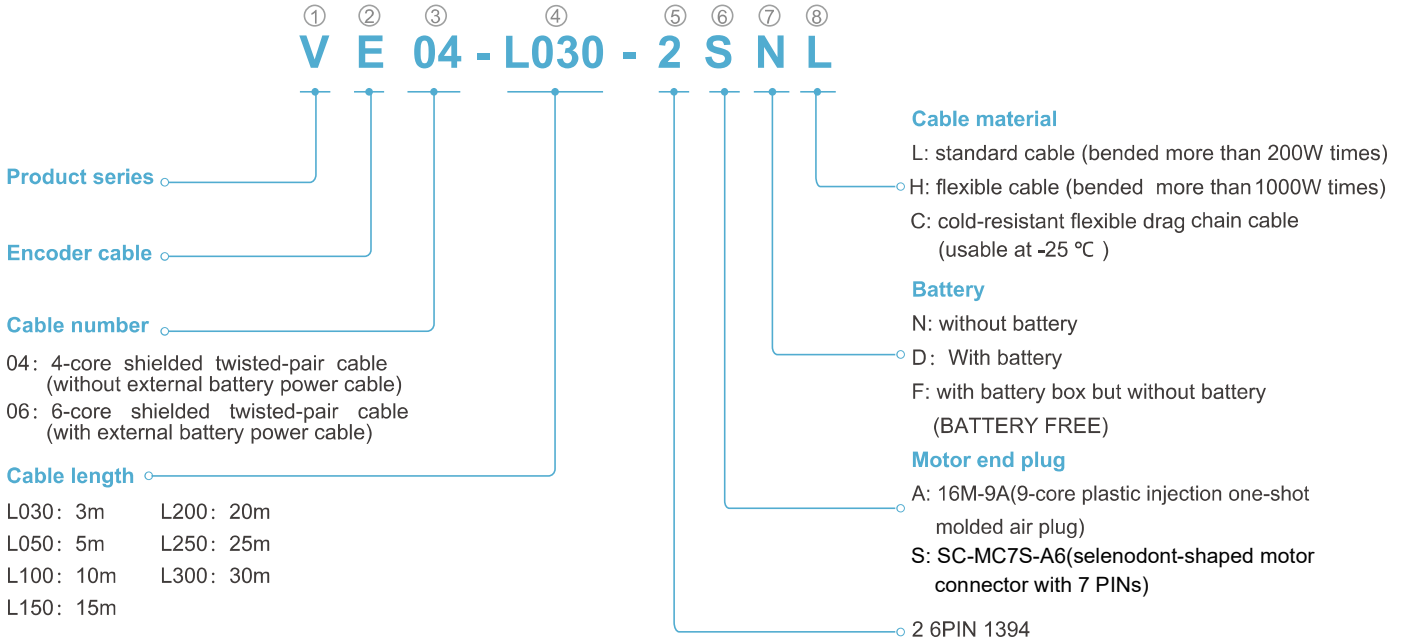 ① ② ③ ④ ⑤ ⑥ ⑦ ⑧
V E 04 - L030 - 2 S N L
Product series
Encoder cable
Cable number
04: 4-core shielded twisted-pair cable
(without external battery power cable)
06: 6-core shielded twisted-pair cable
(with external battery power cable)
Cable length
L030: 3m L200: 20m
L050: 5m L250: 25m
L100: 10m L300: 30m
L150: 15m
Cable material
L: standard cable (bended more than 200W times)
H: flexible cable (bended more than 1000W times)
C: cold-resistant flexible drag chain cable
(usable at -25 ℃ )
Battery
N: without battery
D: With battery
F: with battery box but without battery
(BATTERY FREE)
Motor end plug
A: 16M-9A(9-core plastic injection one-shot
molded air plug)
S: SC-MC7S-A6(selenodont-shaped motor
connector with 7 PINs)
2 6PIN 1394